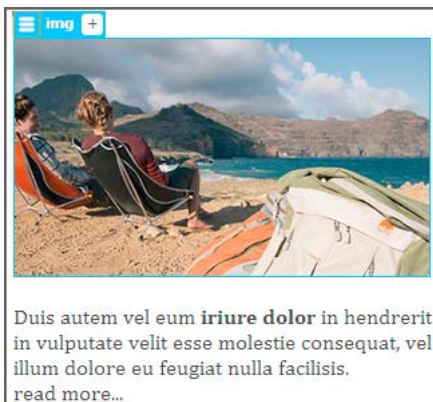 img +
Duis autem vel eum iriure dolor in hendrerit
in vulputate velit esse molestie consequat, vel
illum dolore eu feugiat nulla facilisis.
read more...